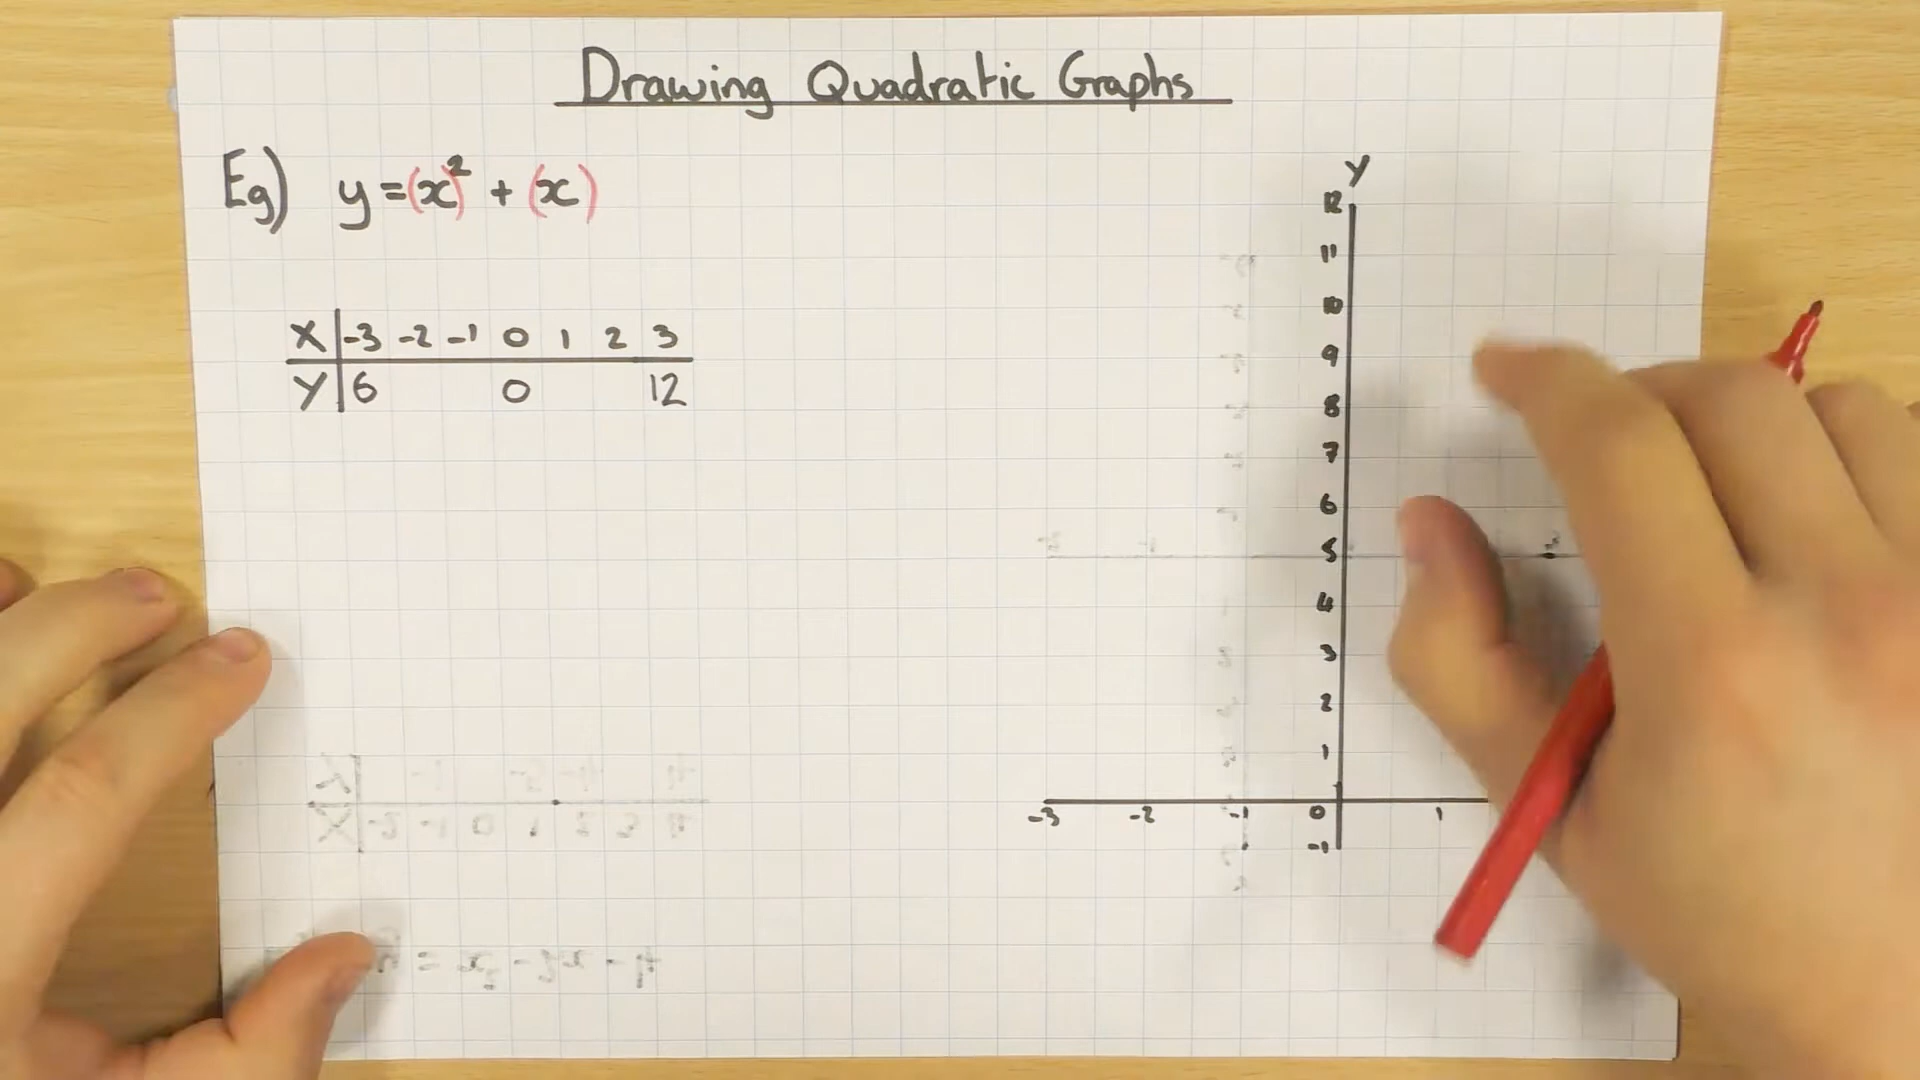 Drawing Quadratic Graphs
Eg) y = (x)² + (x)
X -3 -2 -1 0 1 2 3
Y 6 0 12
y
12
11
10
9
8
7
6
5
4
3
2
1
-3 -2 -1 0 1
-1